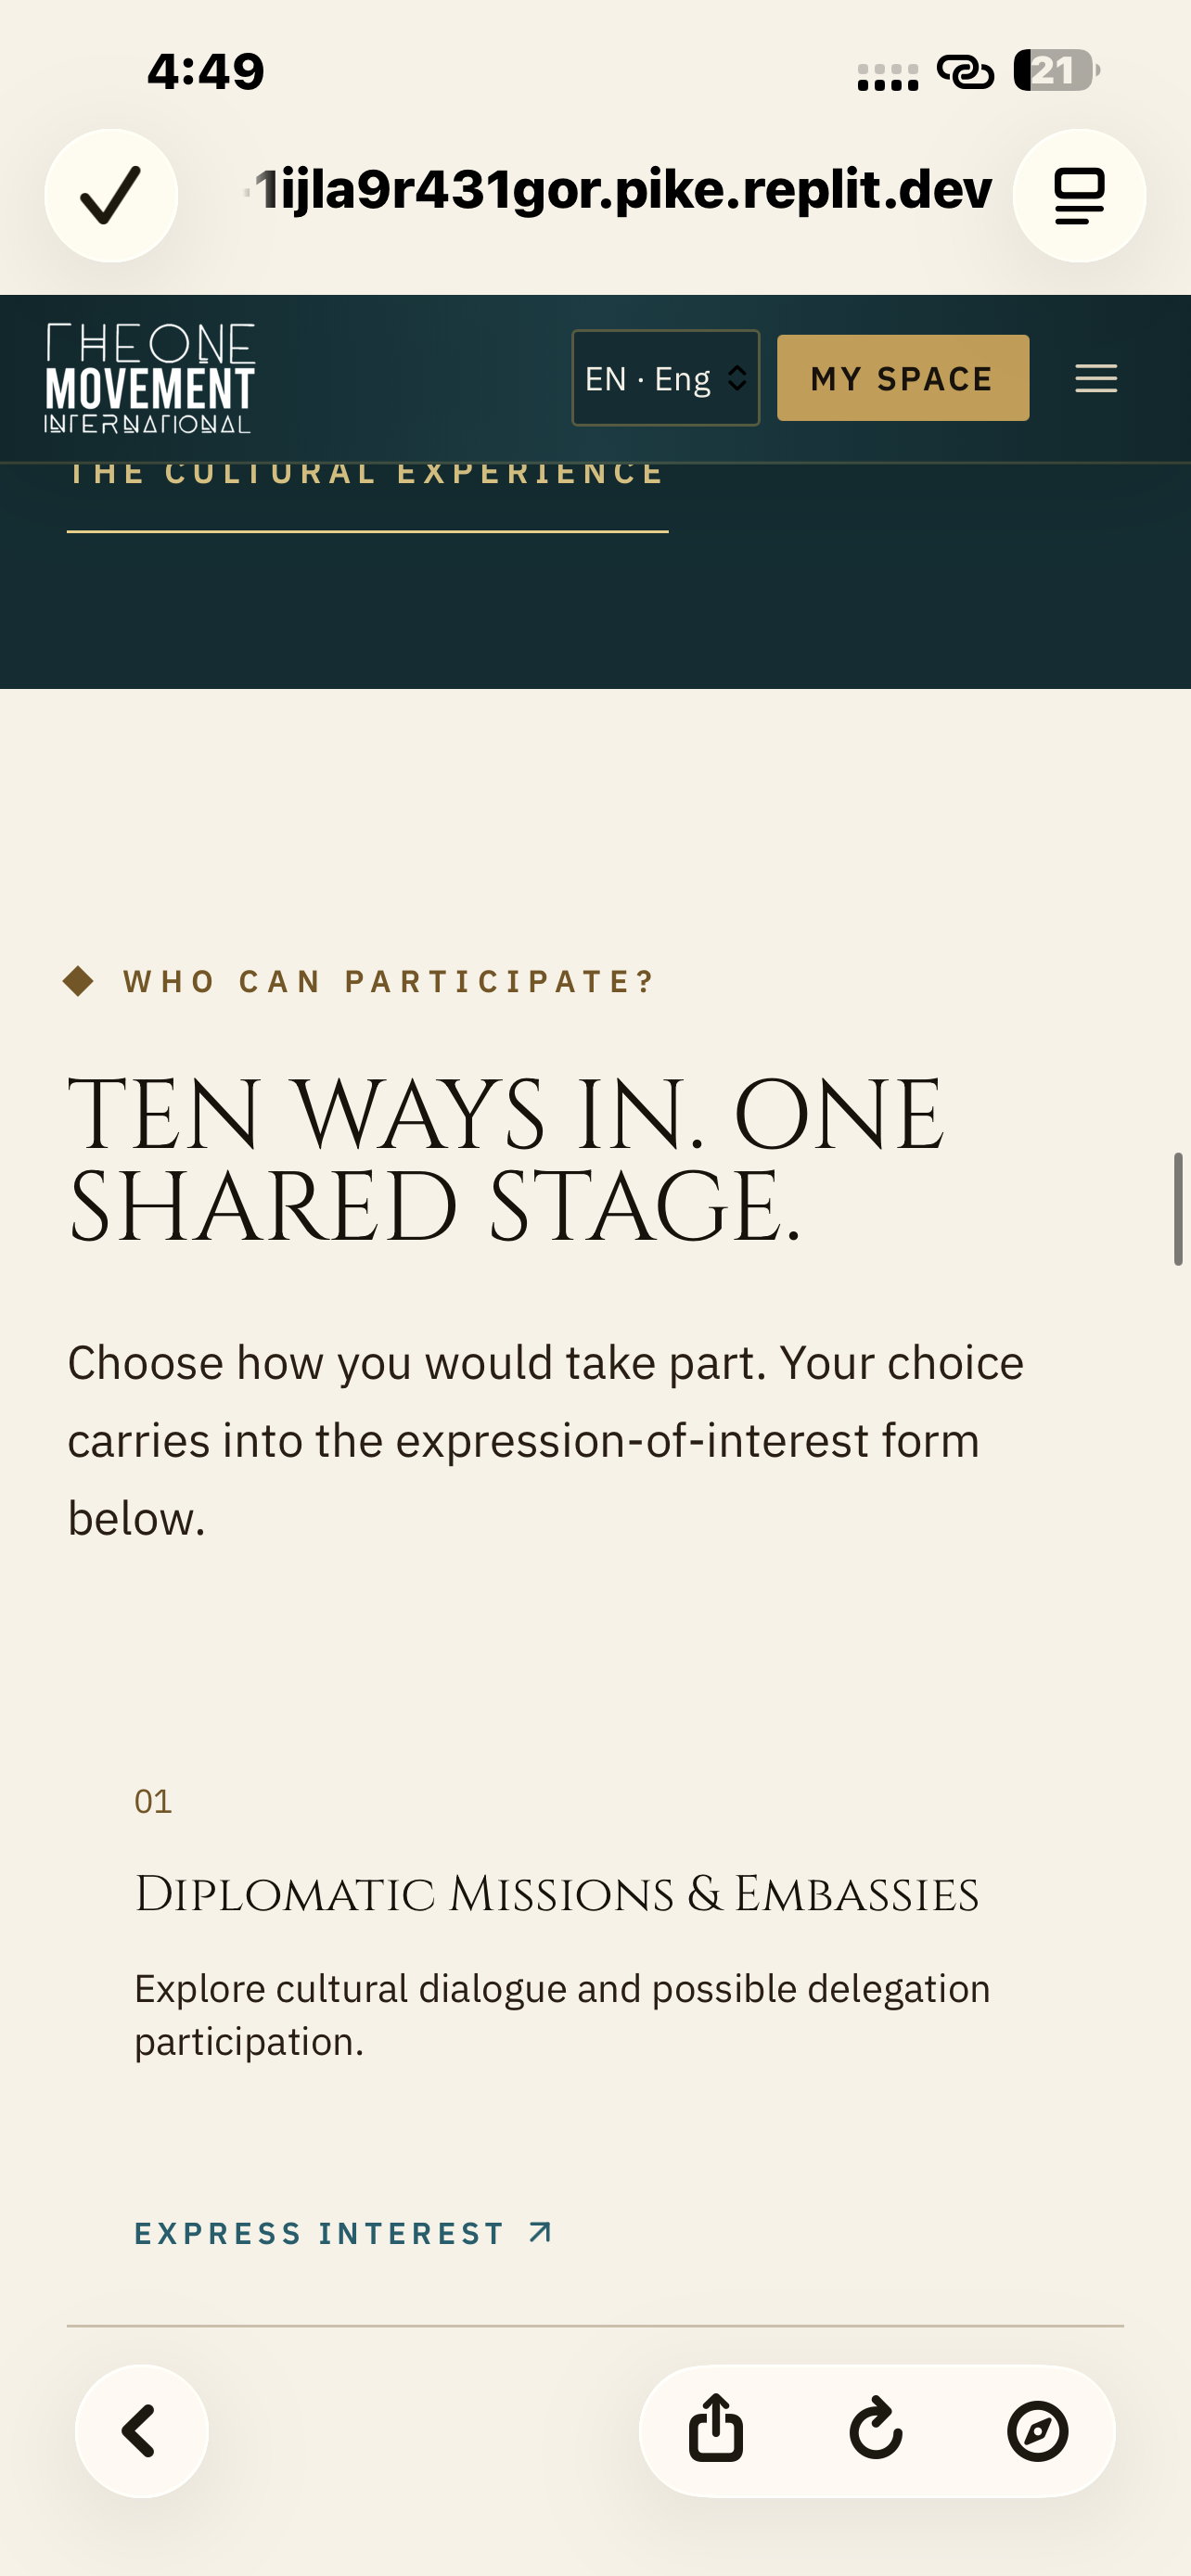 4:49
21
1ijla9r431gor.pike.replit.dev
THE ONE
MOVEMENT
INTERNATIONAL
EN · Eng
MY SPACE
THE CULTURAL EXPERIENCE
WHO CAN PARTICIPATE?
TEN WAYS IN. ONE
SHARED STAGE.
Choose how you would take part. Your choice
carries into the expression-of-interest form
below.
01
Diplomatic Missions & Embassies
Explore cultural dialogue and possible delegation
participation.
EXPRESS INTEREST